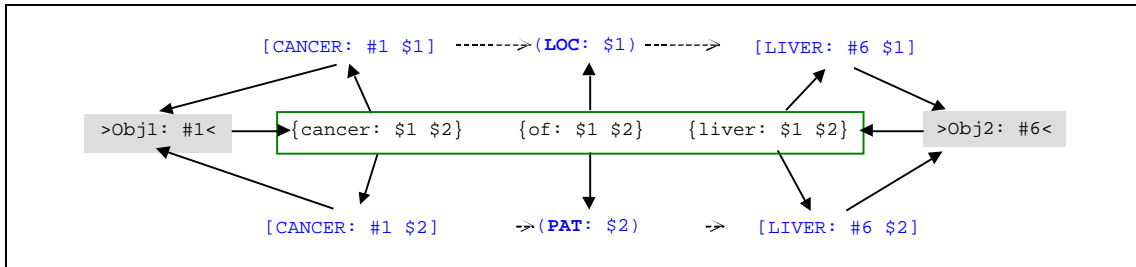 [CANCER: #1 $1] (LOC: $1) [LIVER: #6 $1]
>Obj1: #1< {cancer: $1 $2} {of: $1 $2} {liver: $1 $2} >Obj2: #6<
[CANCER: #1 $2] (PAT: $2) [LIVER: #6 $2]